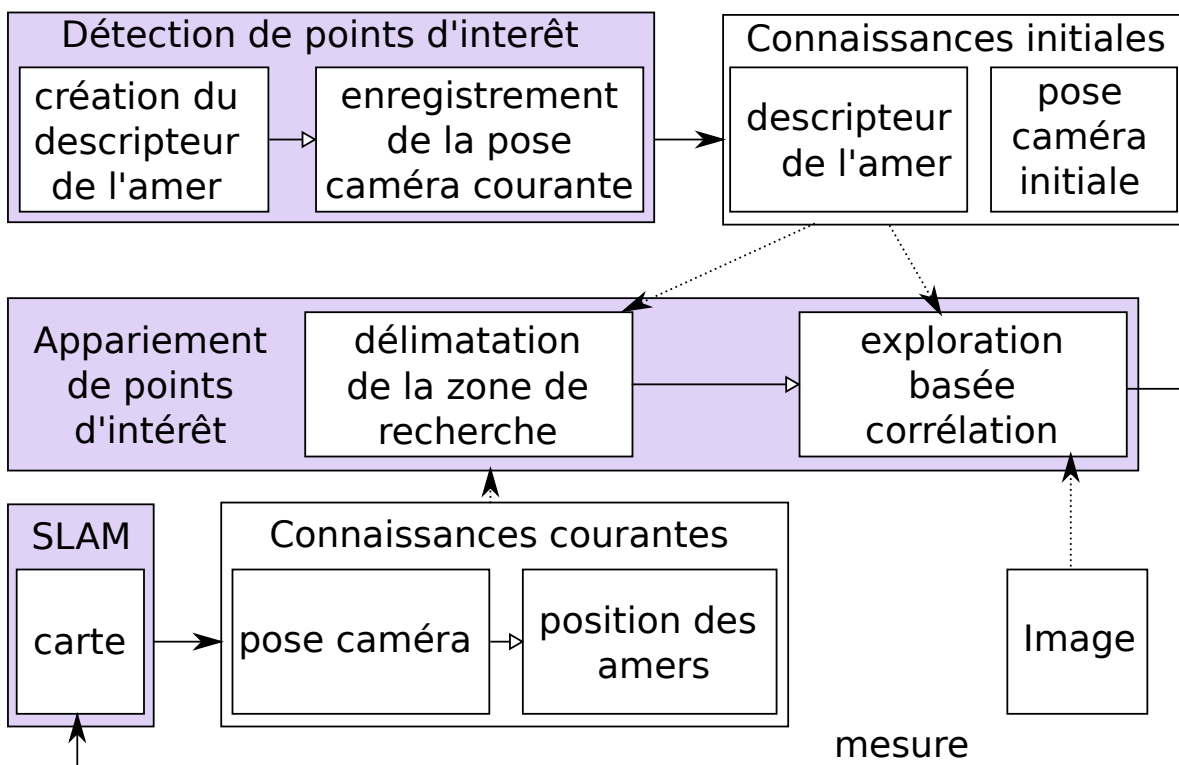 Détection de points d'interêt
création du
descripteur
de l'amer
enregistrement
de la pose
caméra courante
Connaissances initiales
descripteur
de l'amer
pose
caméra
initiale
Appariement
de points
d'intérêt
délimatation
de la zone de
recherche
exploration
basée
corrélation
SLAM
carte
Connaissances courantes
pose caméra
position des
amers
Image
mesure